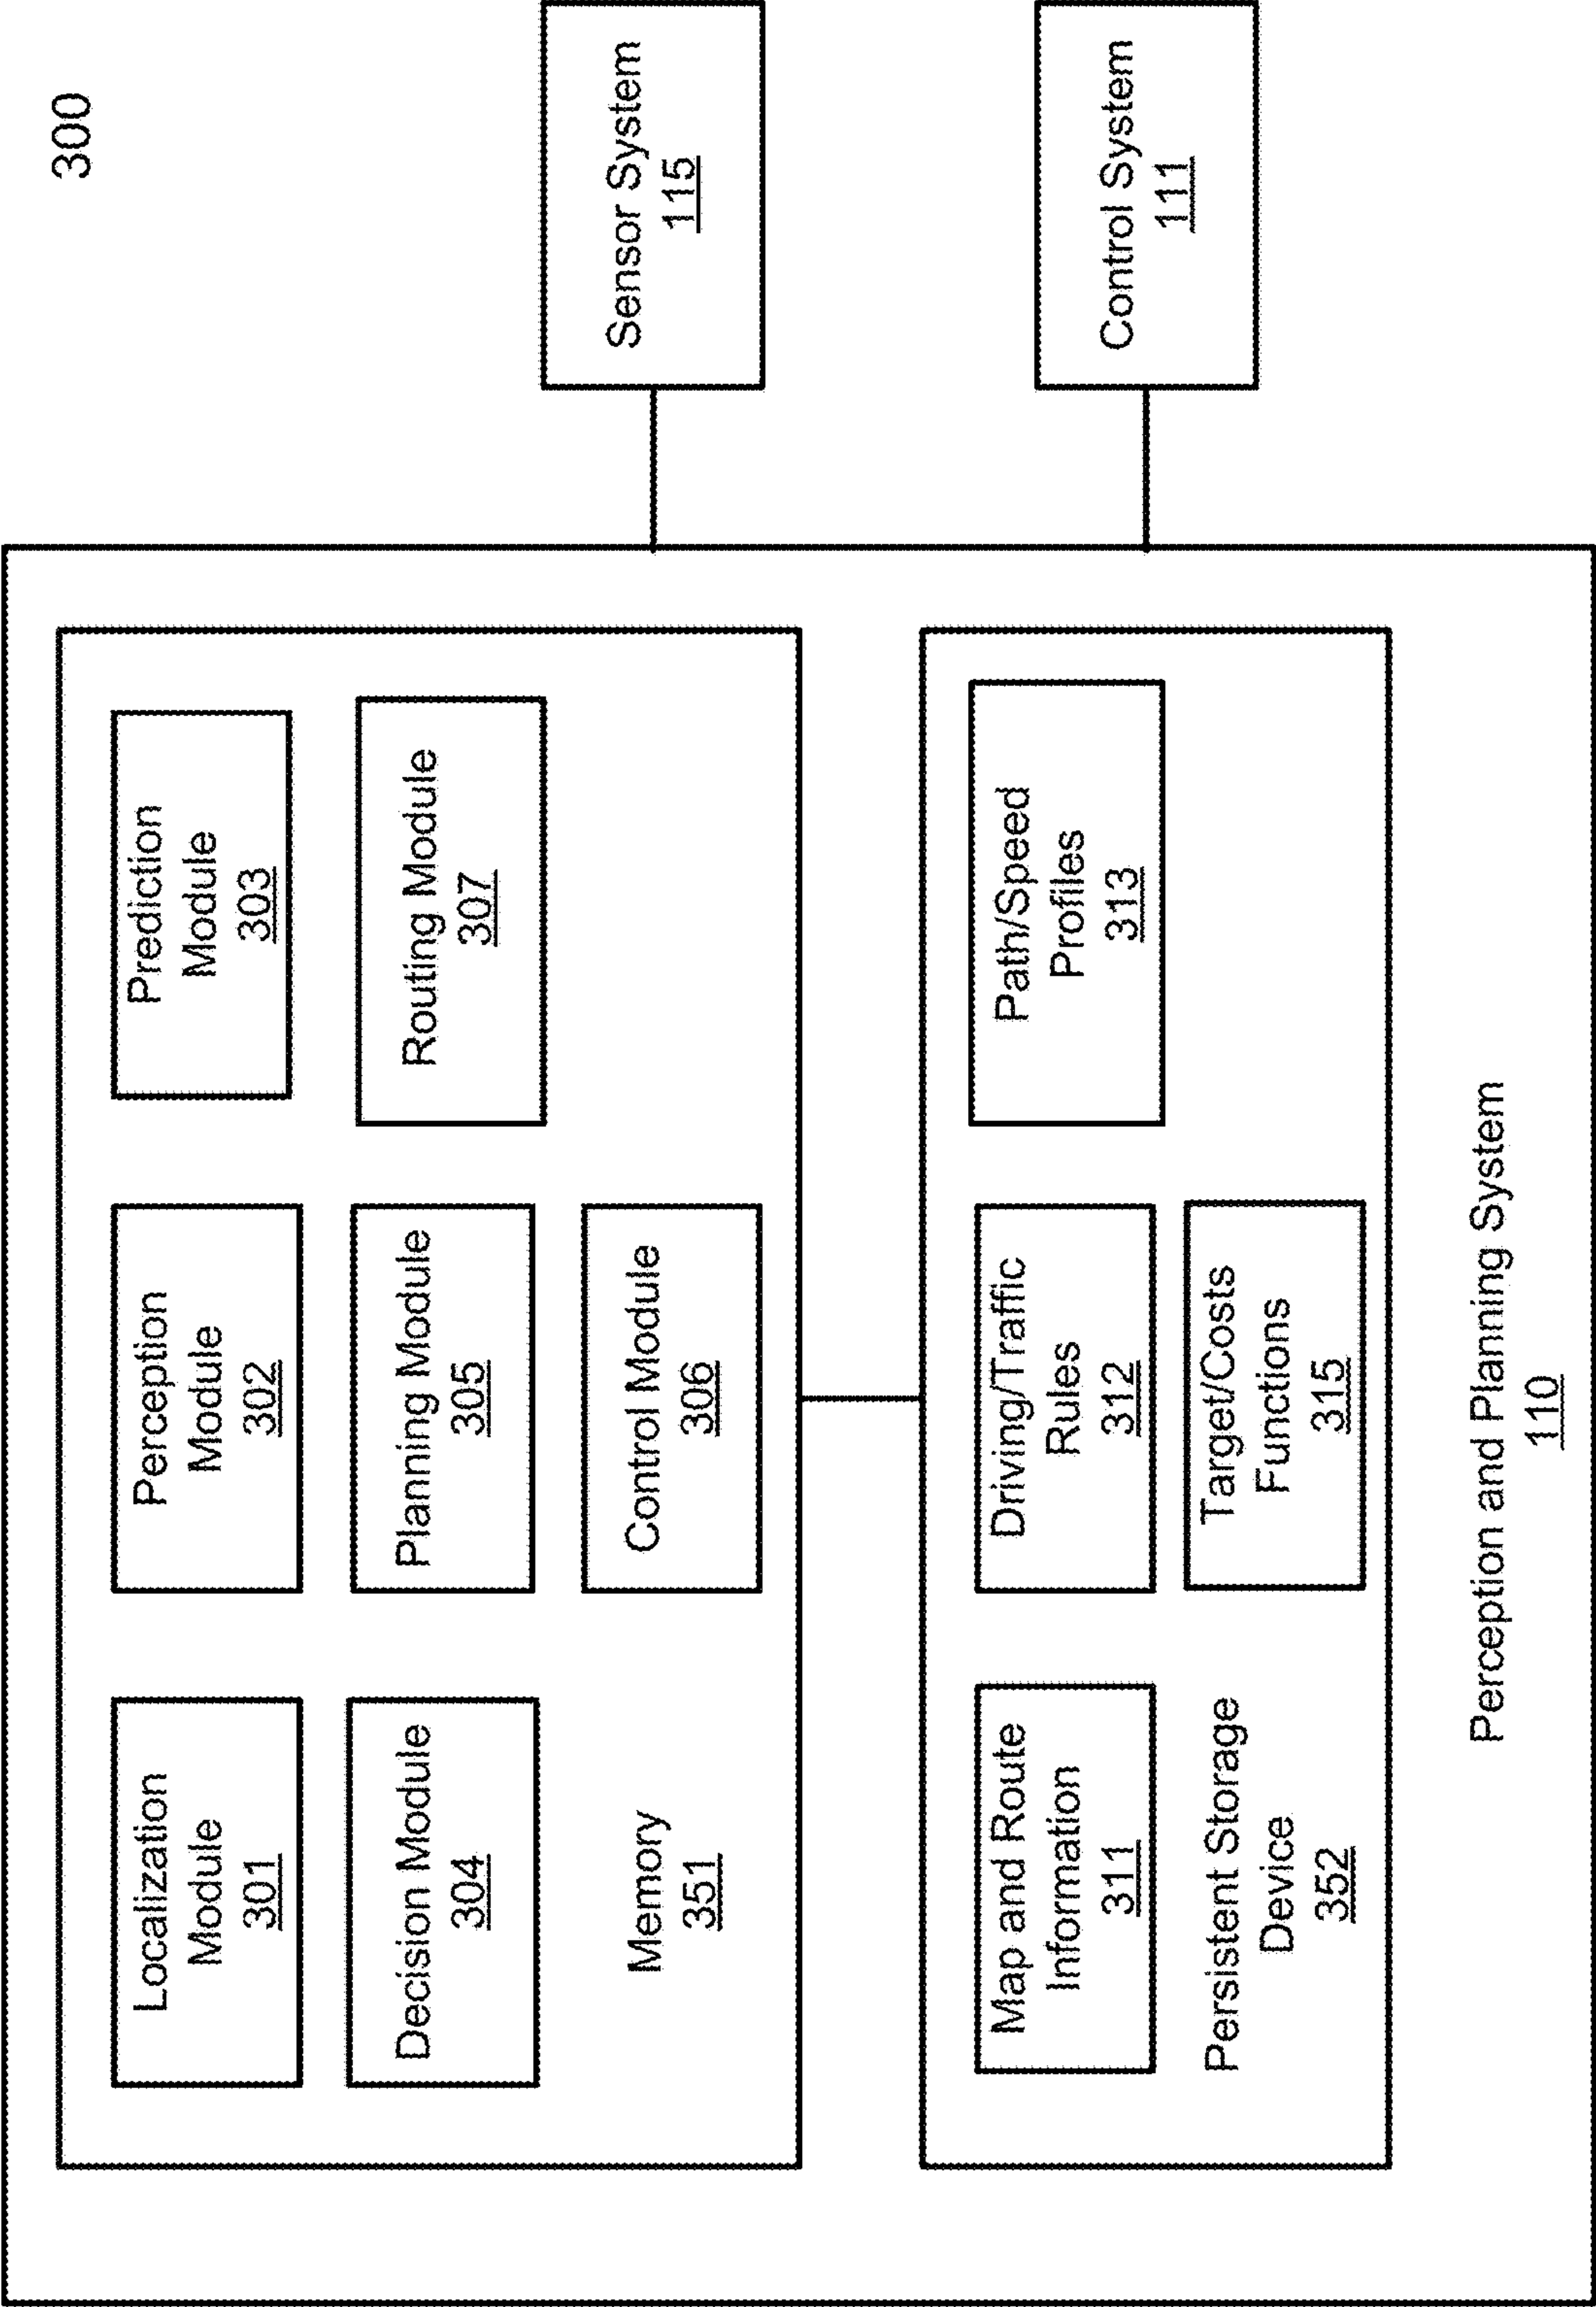 300
Localization
Module
301
Perception
Module
302
Prediction
Module
303
Decision Module
304
Planning Module
305
Routing Module
307
Memory
351
Control Module
306
Sensor System
115
Map and Route
Information
311
Driving/Traffic
Rules
312
Path/Speed
Profiles
313
Persistent Storage
Device
352
Target/Costs
Functions
315
Control System
111
Perception and Planning System
110